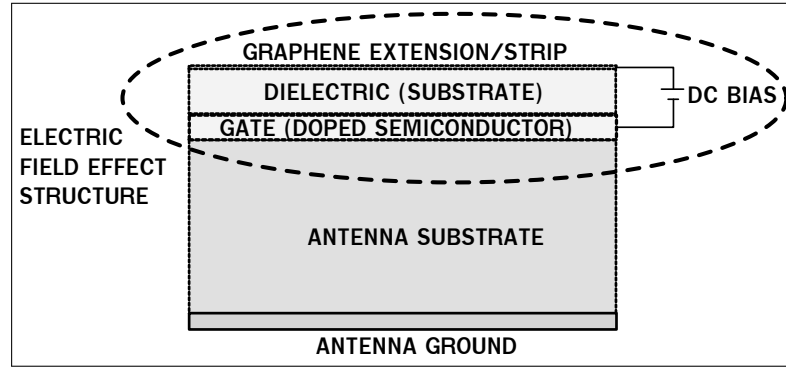 GRAPHENE EXTENSION/STRIP
DIELECTRIC (SUBSTRATE)
DC BIAS
GATE (DOPED SEMICONDUCTOR)
ELECTRIC
FIELD EFFECT
STRUCTURE
ANTENNA SUBSTRATE
ANTENNA GROUND